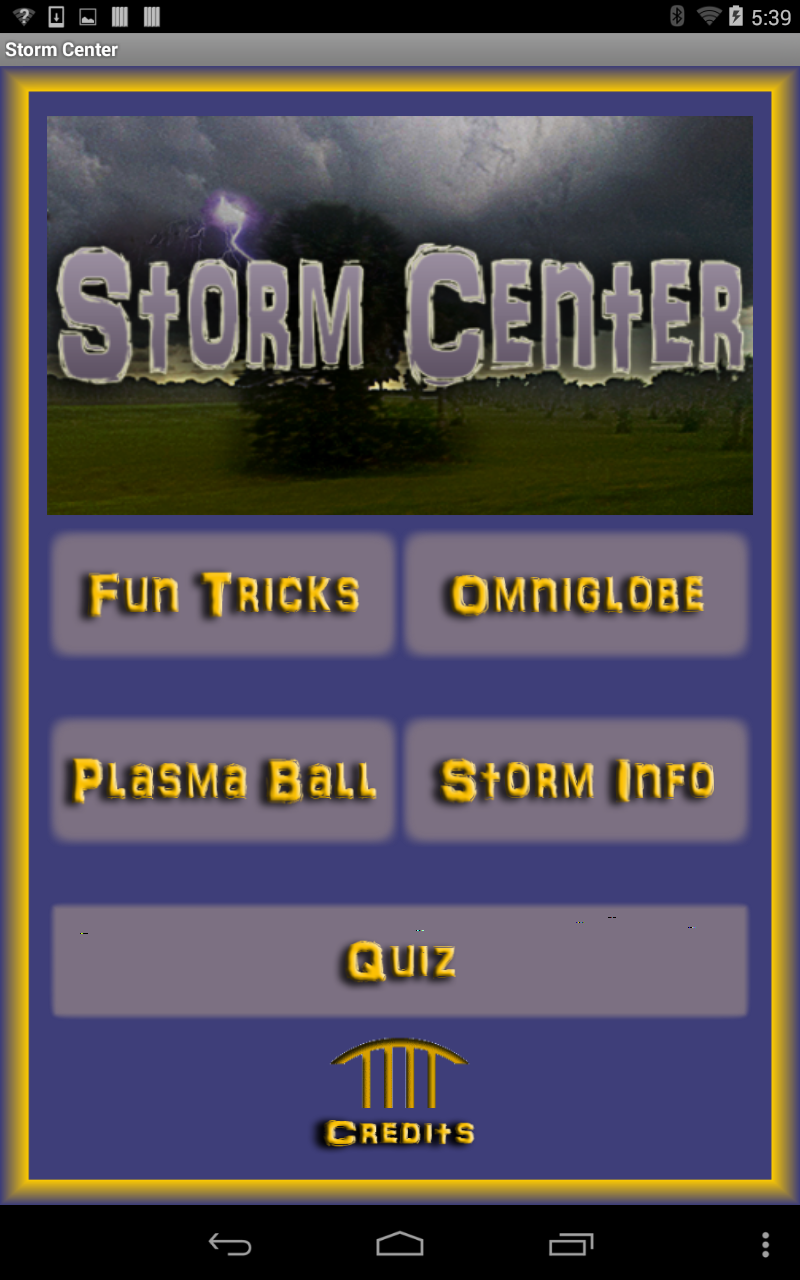 5:39
Storm Center
Storm Center
Fun Tricks
Omniglobe
Plasma Ball
Storm Info
Quiz
Credits